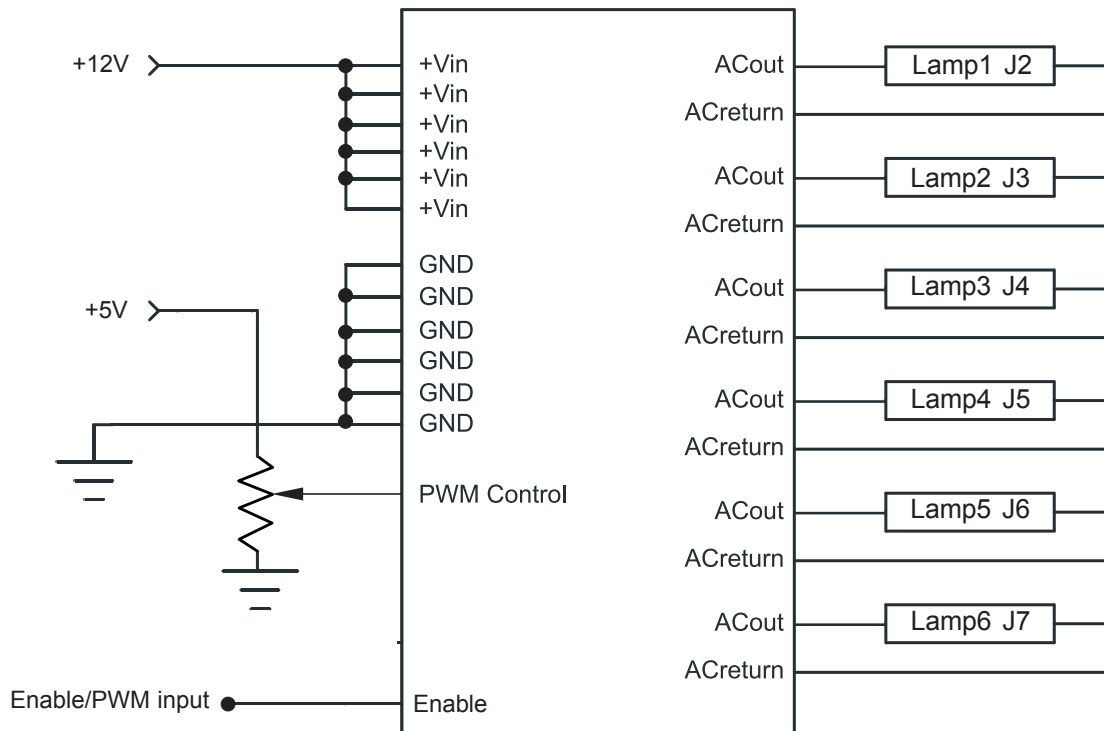 +12V
+Vin
+Vin
+Vin
+Vin
+Vin
+Vin
GND
GND
+5V
GND
GND
GND
GND
PWM Control
Enable/PWM input
Enable
ACout
Lamp1 J2
ACreturn
ACout
Lamp2 J3
ACreturn
ACout
Lamp3 J4
ACreturn
ACout
Lamp4 J5
ACreturn
ACout
Lamp5 J6
ACreturn
ACout
Lamp6 J7
ACreturn